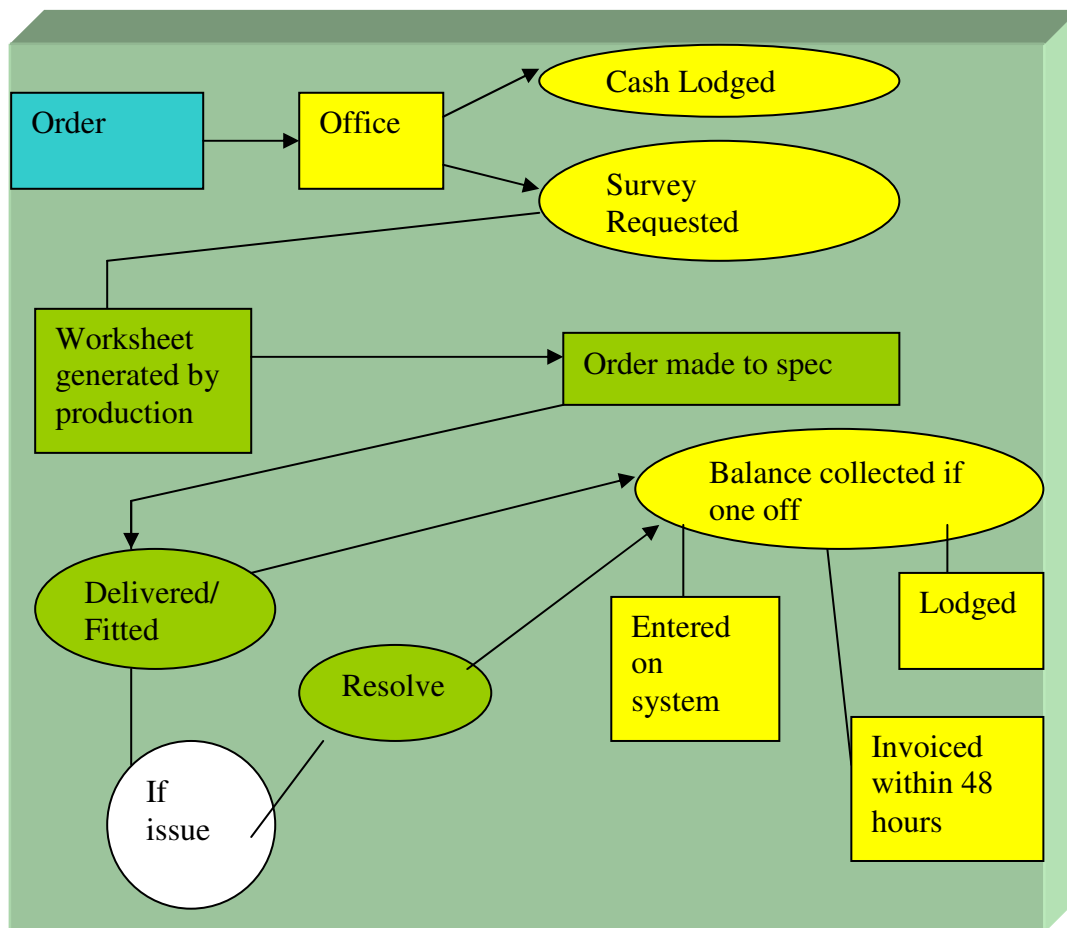 Cash Lodged
Order
Office
Survey
Requested
Worksheet
generated by
production
Order made to spec
Balance collected if
one off
Delivered/
Fitted
Lodged
Entered
on
system
Resolve
Invoiced
within 48
hours
If
issue